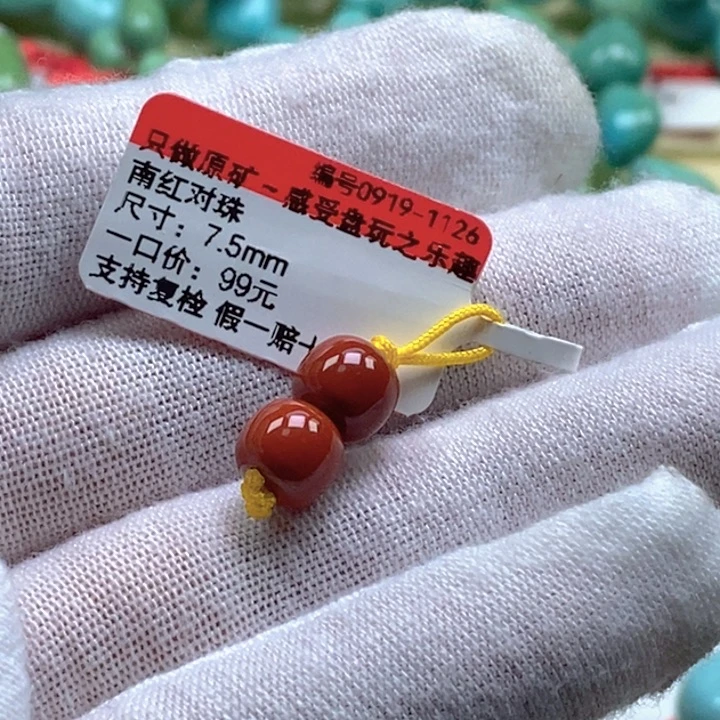 编号0919-1126
只做原矿~感受盘玩之乐趣
南红对珠
尺寸：7.5mm
一口价：99元
支持复检 假一赔